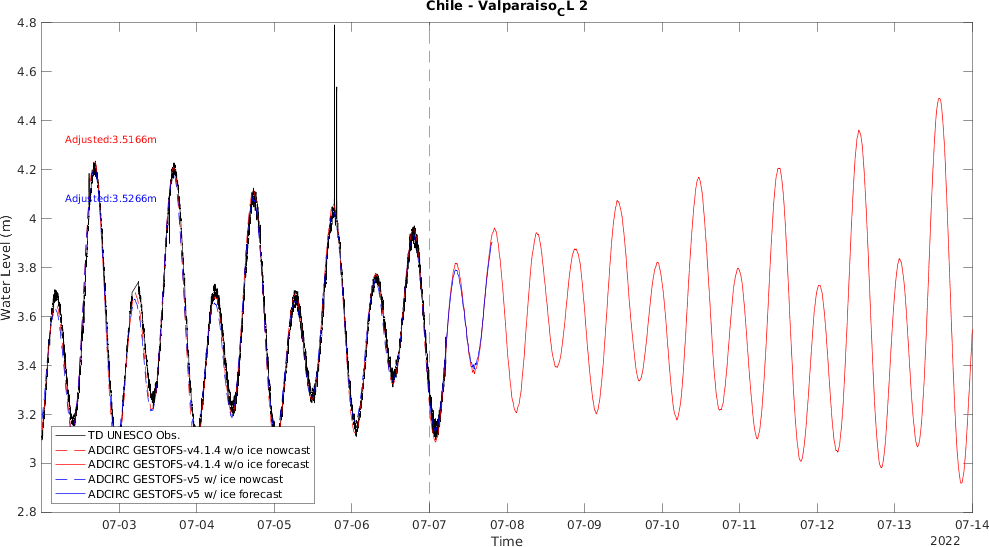 Chile - ValparaisoCL 2
4.8
4.6
4.4
4.2
4
3.8
3.6
3.4
3.2
3
2.8
Water Level (m)
Adjusted:3.5166m
Adjusted:3.5266m
TD UNESCO Obs.
ADCIRC GESTOFS-v4.1.4 w/o ice nowcast
ADCIRC GESTOFS-v4.1.4 w/o ice forecast
ADCIRC GESTOFS-v5 w/ ice nowcast
ADCIRC GESTOFS-v5 w/ ice forecast
07-03 07-04 07-05 07-06 07-07 07-08 07-09 07-10 07-11 07-12 07-13 07-14
Time
2022